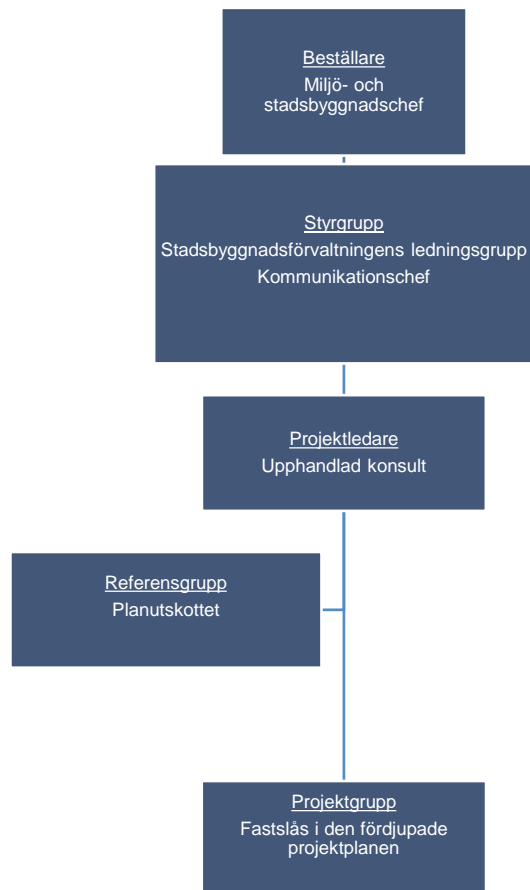 Beställare
Miljö- och
stadsbyggnadschef
Styrgrupp
Stadsbyggnadsförvaltningens ledningsgrupp
Kommunikationschef
Projektledare
Upphandlad konsult
Referensgrupp
Planutskottet
Projektgrupp
Fastslås i den fördjupade
projektplanen